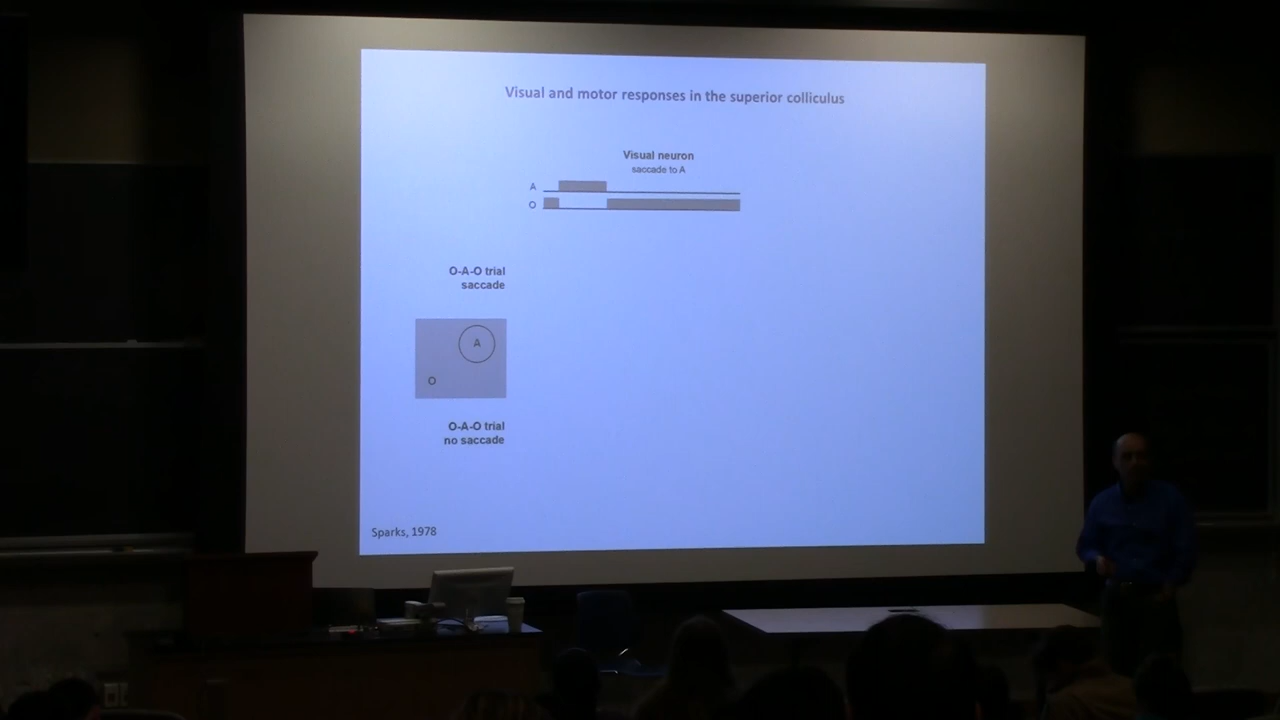 Visual and motor responses in the superior colliculus
Visual neuron
saccade to A
A
O
O-A-O trial
saccade
A
O
O-A-O trial
no saccade
Sparks, 1978